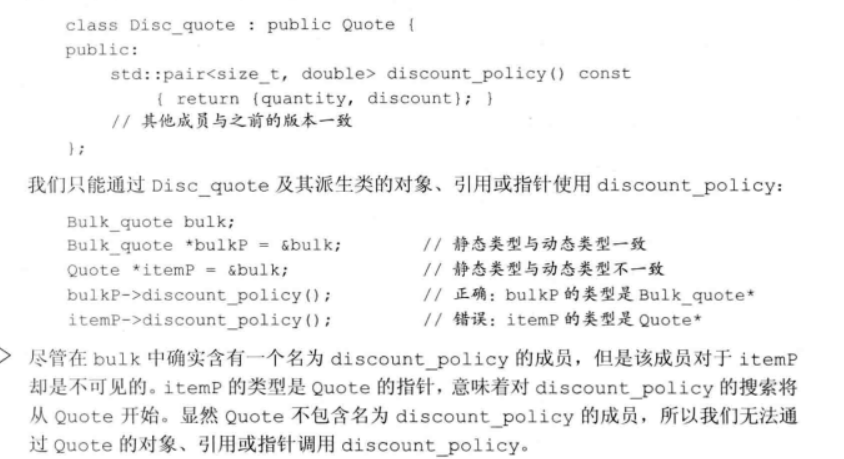 class Disc_quote : public Quote {
public:
std::pair<size_t, double> discount_policy() const
{ return {quantity, discount}; }
// 其他成员与之前的版本一致
};
我们只能通过 Disc_quote 及其派生类的对象、引用或指针使用 discount_policy：
Bulk_quote bulk;
Bulk_quote *bulkP = &bulk; // 静态类型与动态类型一致
Quote *itemP = &bulk; // 静态类型与动态类型不一致
bulkP->discount_policy(); // 正确：bulkP 的类型是 Bulk_quote*
itemP->discount_policy(); // 错误：itemP 的类型是 Quote*
尽管在 bulk 中确实含有一个名为 discount_policy 的成员，但是该成员对于 itemP
却是不可见的。itemP 的类型是 Quote 的指针，意味着对 discount_policy 的搜索将
从 Quote 开始。显然 Quote 不包含名为 discount_policy 的成员，所以我们无法通
过 Quote 的对象、引用或指针调用 discount_policy。